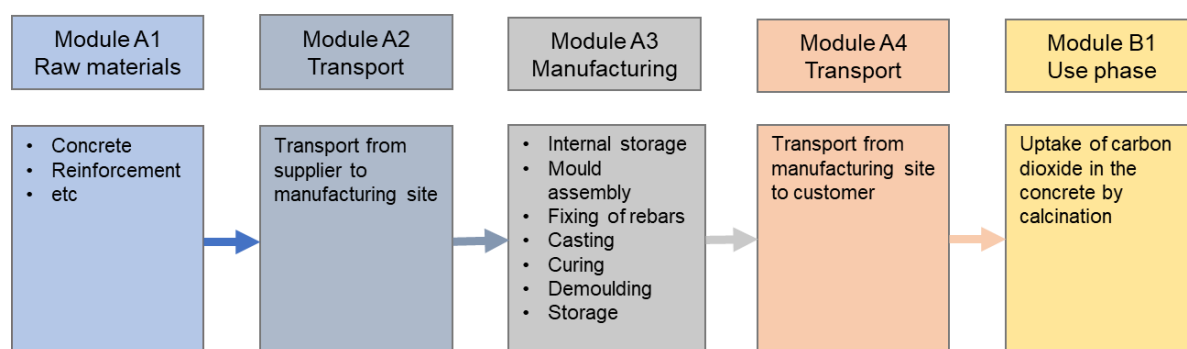 Module A1
Raw materials
Module A2
Transport
Module A3
Manufacturing
Module A4
Transport
Module B1
Use phase
• Concrete
• Reinforcement
• etc
Transport from
supplier to
manufacturing site
• Internal storage
• Mould
assembly
• Fixing of rebars
• Casting
• Curing
• Demoulding
• Storage
Transport from
manufacturing site
to customer
Uptake of carbon
dioxide in the
concrete by
calcination